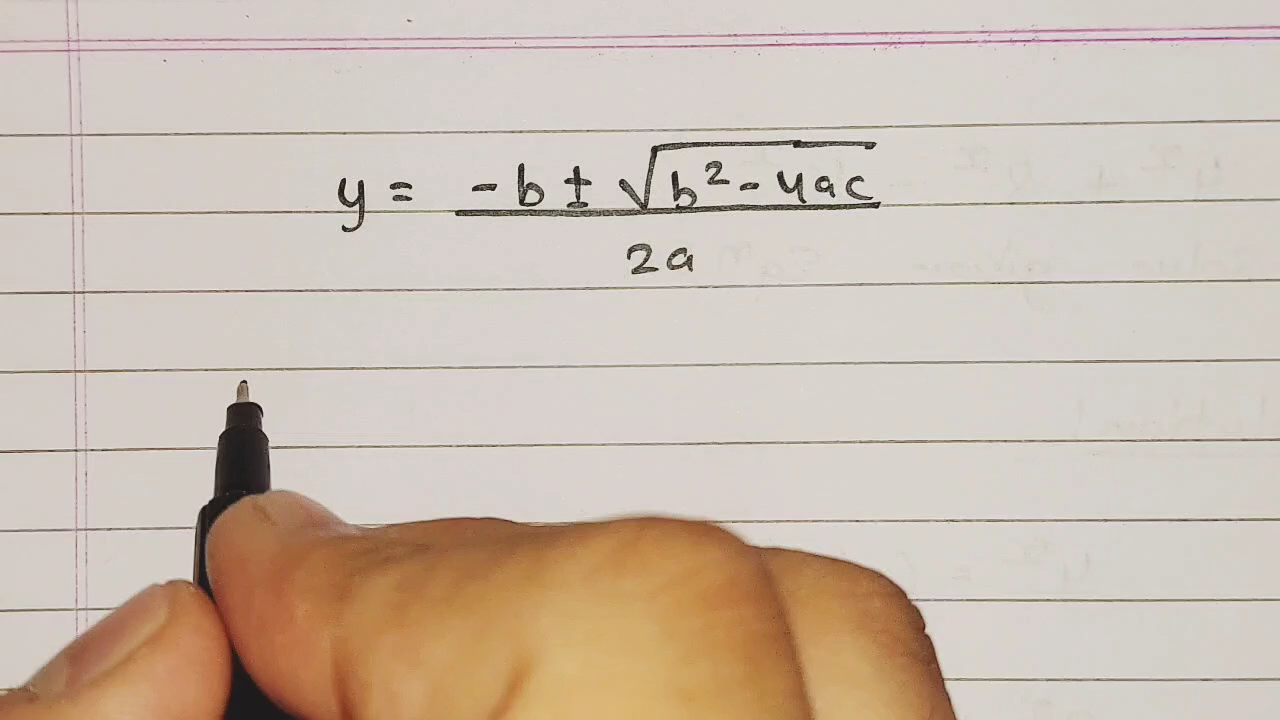 y = -b ± √b² - 4ac
2a